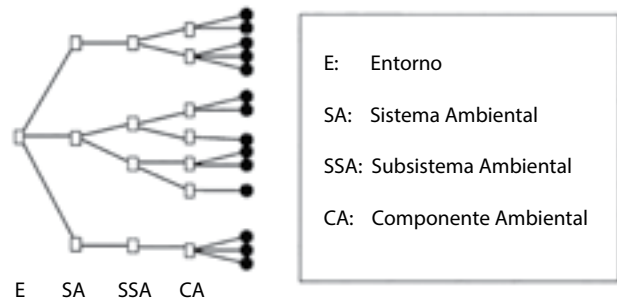 E: Entorno
SA: Sistema Ambiental
SSA: Subsistema Ambiental
CA: Componente Ambiental
E SA SSA CA